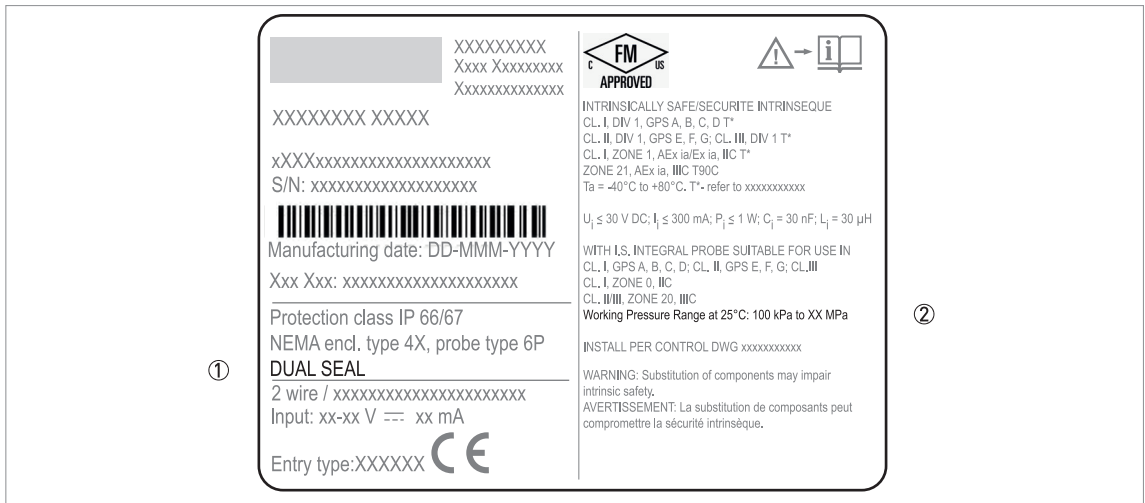 XXXXXXXXX
Xxxx Xxxxxxxxx
Xxxxxxxxxxxxxx
XXXXXXXX XXXXX
xXXXxxxxxxxxxxxxxxxxxxxx
S/N: xxxxxxxxxxxxxxxxxxx
Manufacturing date: DD-MMM-YYYY
Xxx Xxx: xxxxxxxxxxxxxxxxxxxx
Protection class IP 66/67
NEMA encl. type 4X, probe type 6P
① DUAL SEAL
2 wire / xxxxxxxxxxxxxxxxxxxxxx
Input: xx-xx V xx mA
Entry type:XXXXXX CE
FM
C US
APPROVED
i
INTRINSICALLY SAFE/SECURITE INTRINSEQUE
CL. I, DIV 1, GPS A, B, C, D T*
CL. II, DIV 1, GPS E, F, G; CL. III, DIV 1 T*
CL. I, ZONE 1, AEx ia/Ex ia, IIC T*
ZONE 21, AEx ia, IIIC T90C
Ta = -40°C to +80°C. T*- refer to xxxxxxxxxxx
Ui ≤ 30 V DC; Ii ≤ 300 mA; Pi ≤ 1 W; Ci = 30 nF; Li = 30 µH
WITH I.S. INTEGRAL PROBE SUITABLE FOR USE IN
CL. I, GPS A, B, C, D; CL. II, GPS E, F, G; CL.III
CL. I, ZONE 0, IIC
CL. II/III, ZONE 20, IIIC
Working Pressure Range at 25°C: 100 kPa to XX MPa ②
INSTALL PER CONTROL DWG xxxxxxxxxxx
WARNING: Substitution of components may impair
intrinsic safety.
AVERTISSEMENT: La substitution de composants peut
compromettre la sécurité intrinsèque.